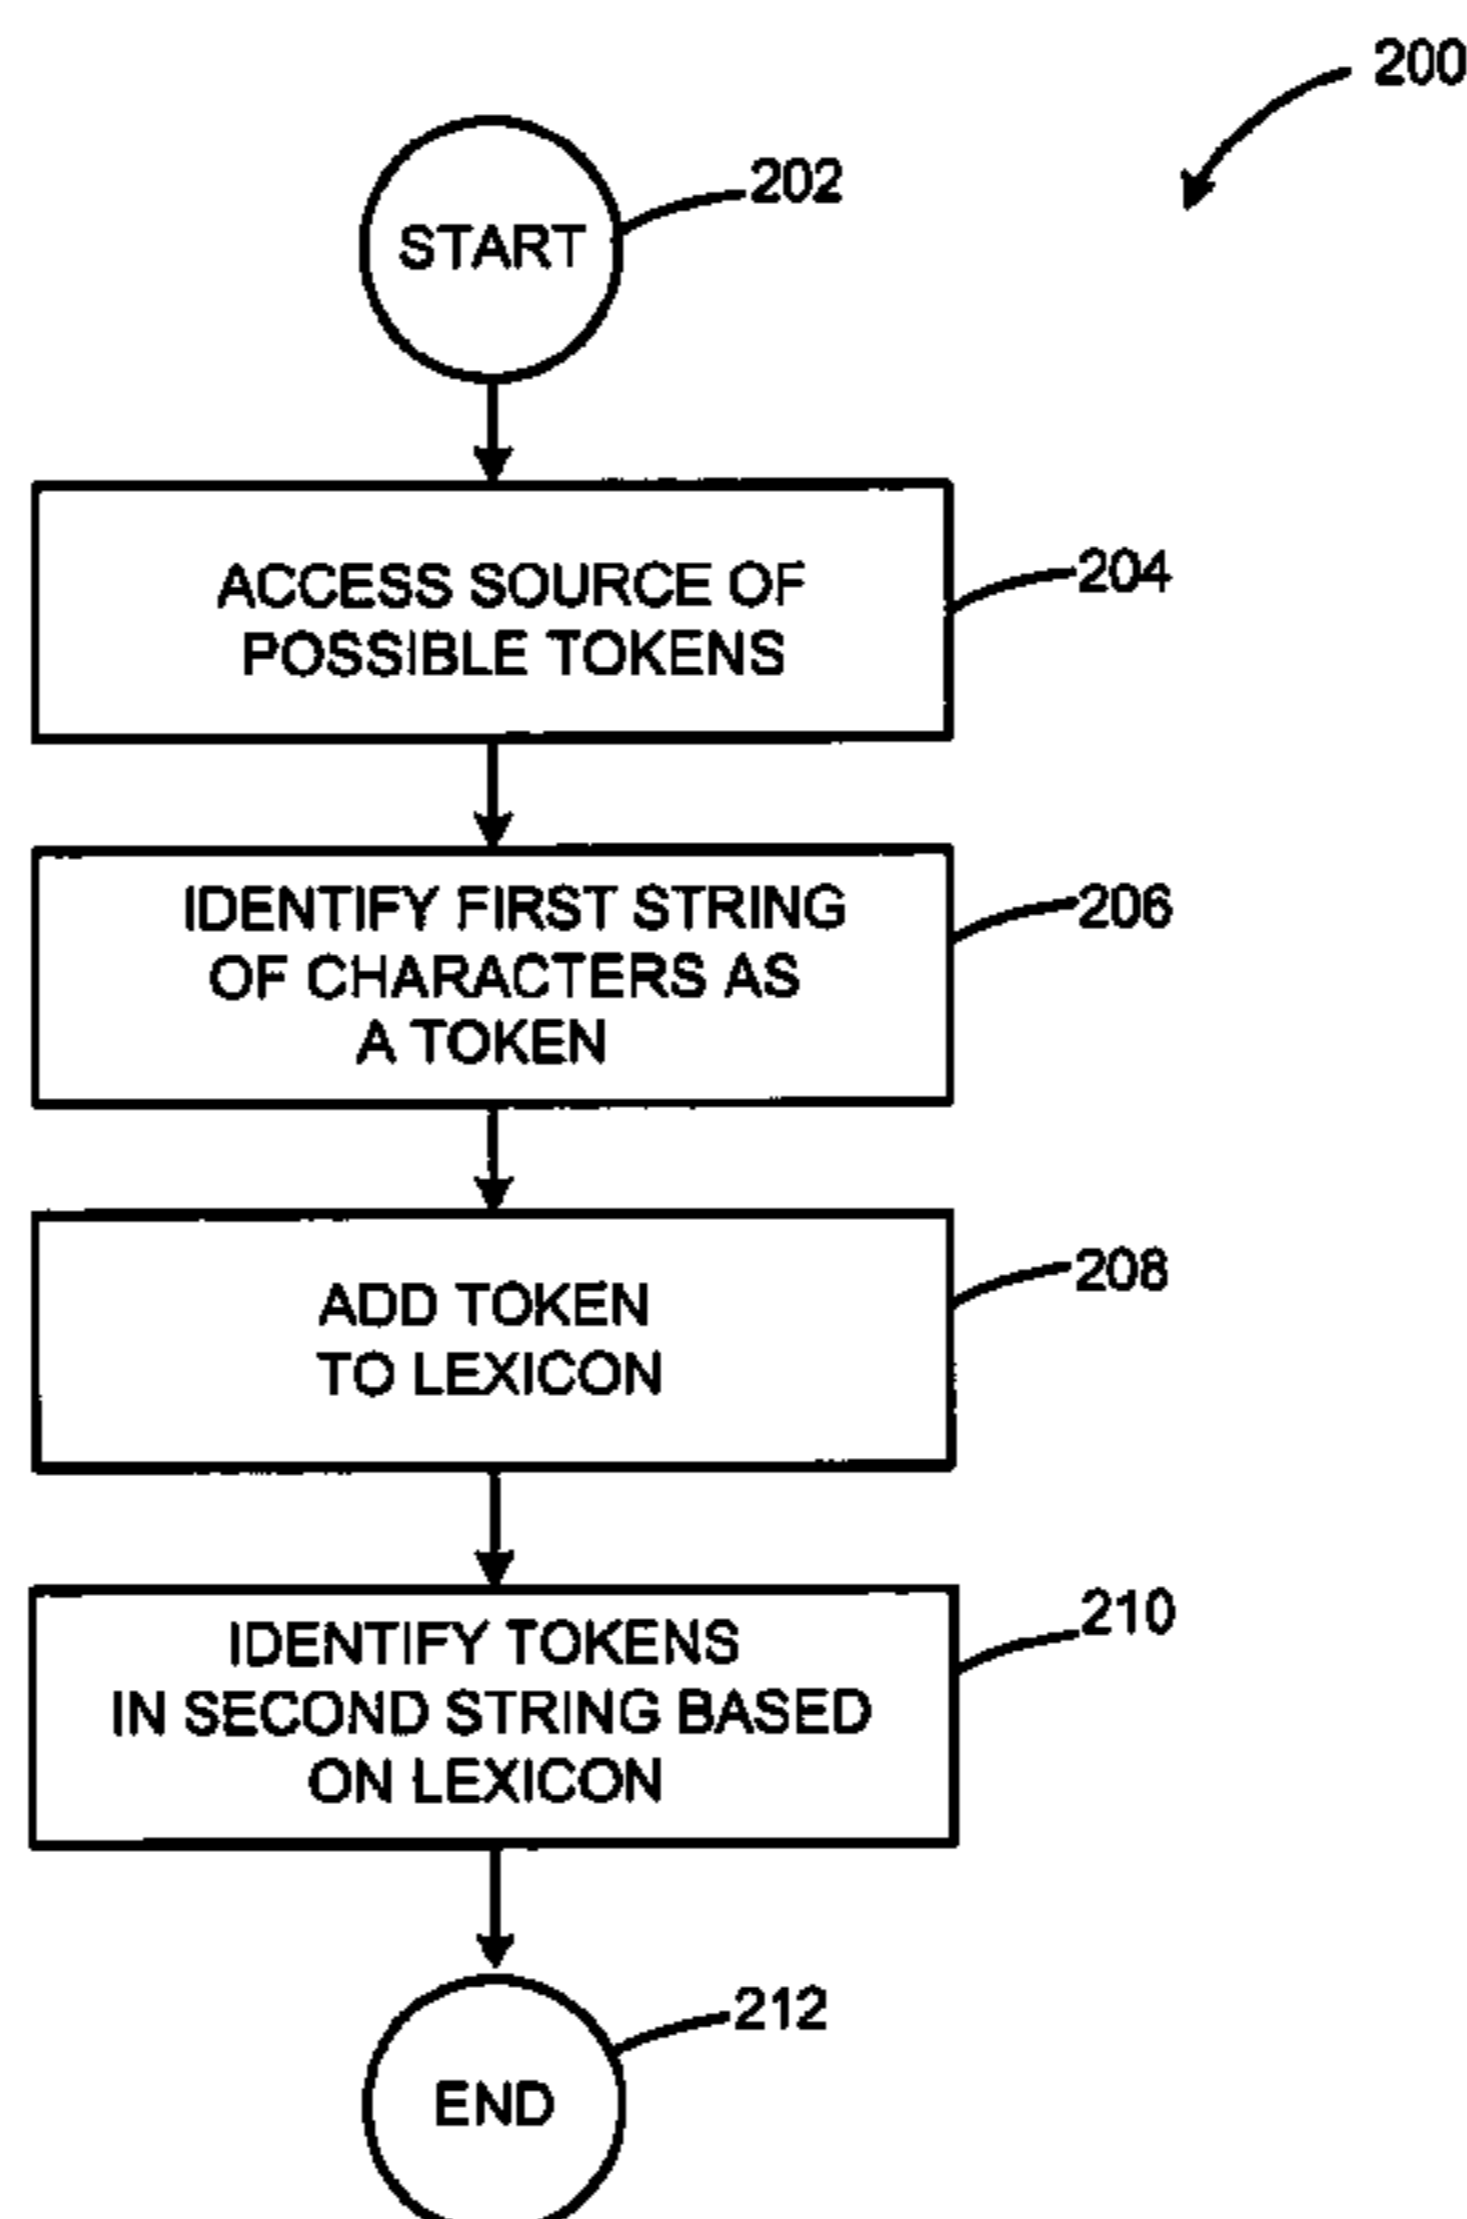 200
202
START
ACCESS SOURCE OF
POSSIBLE TOKENS
204
IDENTIFY FIRST STRING
OF CHARACTERS AS
A TOKEN
206
ADD TOKEN
TO LEXICON
208
IDENTIFY TOKENS
IN SECOND STRING BASED
ON LEXICON
210
212
END